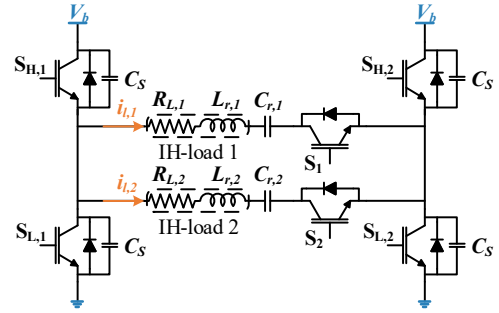 V_b V_b
S_H,1 C_S S_H,2 C_S
i_l,1 R_L,1 L_r,1 C_r,1
IH-load 1 S_1
i_l,2 R_L,2 L_r,2 C_r,2
IH-load 2 S_2
S_L,1 C_S S_L,2 C_S